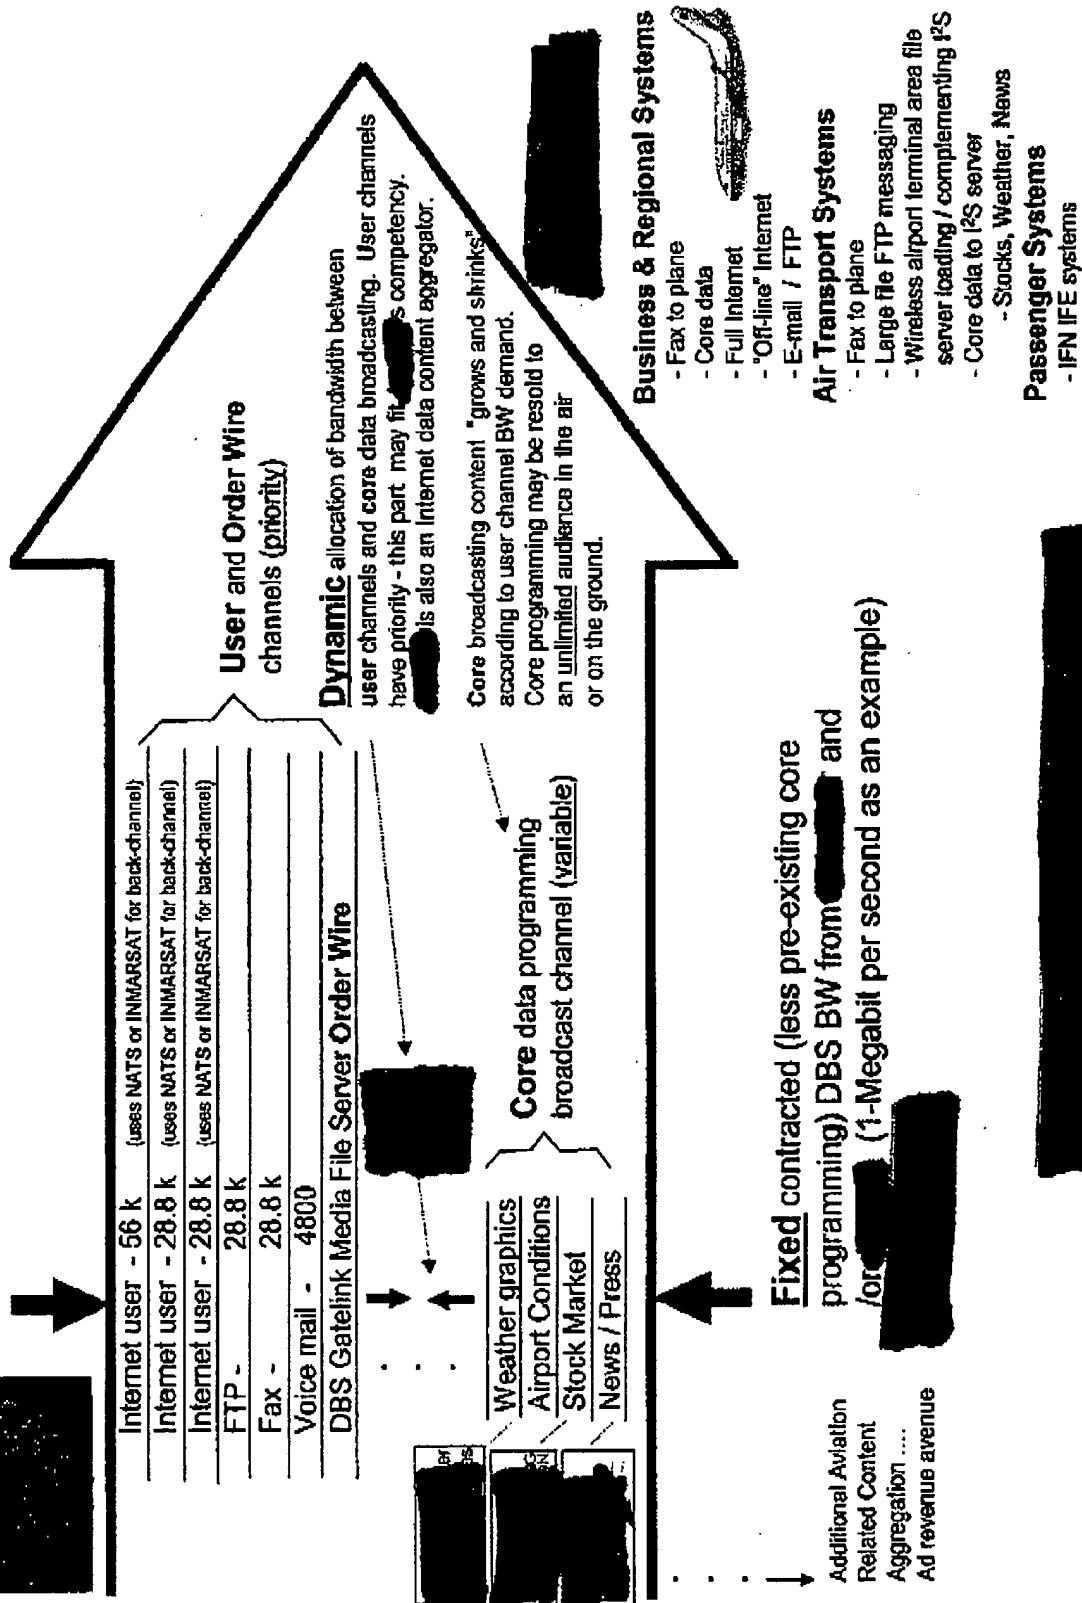 Internet user - 56 k (uses NATS or INMARSAT for back-channel)
Internet user - 28.8 k (uses NATS or INMARSAT for back-channel)
Internet user - 28.8 k (uses NATS or INMARSAT for back-channel)
FTP - 28.8 k
Fax - 28.8 k
Voice mail - 4800
DBS Gatelink Media File Server Order Wire
User and Order Wire
channels (priority)
Dynamic allocation of bandwidth between
user channels and core data broadcasting. User channels
have priority - this part may fit s competency.
is also an Internet data content aggregator.
Core broadcasting content "grows and shrinks"
according to user channel BW demand.
Core programming may be resold to
an unlimited audience in the air
or on the ground.
Core data programming
broadcast channel (variable)
Weather graphics
Airport Conditions
Stock Market
News / Press
Fixed contracted (less pre-existing core
programming) DBS BW from and
/or (1-Megabit per second as an example)
Additional Aviation
Related Content
Aggregation ....
Ad revenue avenue
Business & Regional Systems
- Fax to plane
- Core data
- Full Internet
- "Off-line" Internet
- E-mail / FTP
Air Transport Systems
- Fax to plane
- Large file FTP messaging
- Wireless airport terminal area file
server loading / complementing I²S
- Core data to I²S server
- Stocks, Weather, News
Passenger Systems
- IFN IFE systems